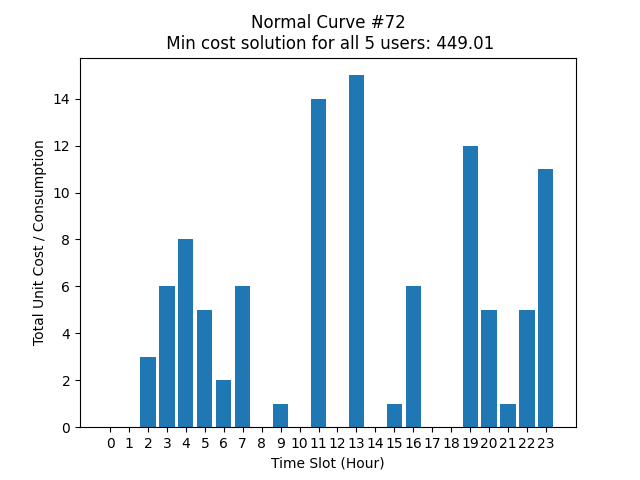 Normal Curve #72
Min cost solution for all 5 users: 449.01
Total Unit Cost / Consumption
14
12
10
8
6
4
2
0
0 1 2 3 4 5 6 7 8 9 10 11 12 13 14 15 16 17 18 19 20 21 22 23
Time Slot (Hour)